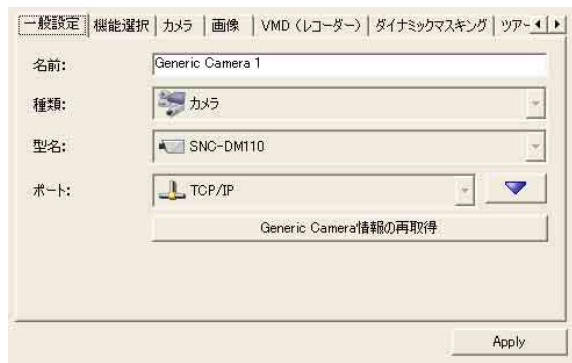 一般設定 機能選択 カメラ 画像 VMD（レコーダー） ダイナミックマスキング ツアー
名前: Generic Camera 1
種類: カメラ
型名: SNC-DM110
ポート: TCP/IP
Generic Camera情報の再取得
Apply